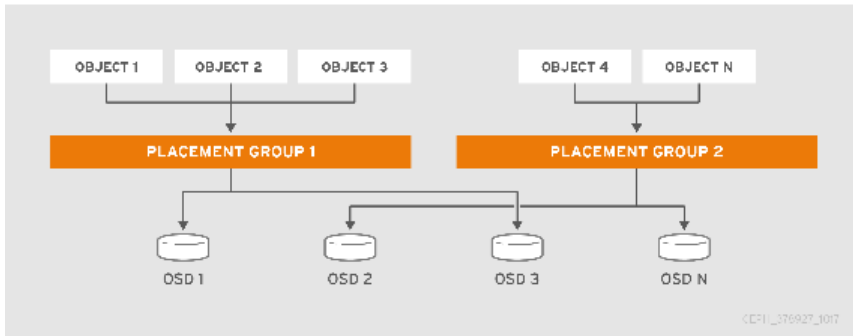 OBJECT 1 OBJECT 2 OBJECT 3 OBJECT 4 OBJECT N
PLACEMENT GROUP 1 PLACEMENT GROUP 2
OSD 1 OSD 2 OSD 3 OSD N
CEPH_378927_1017